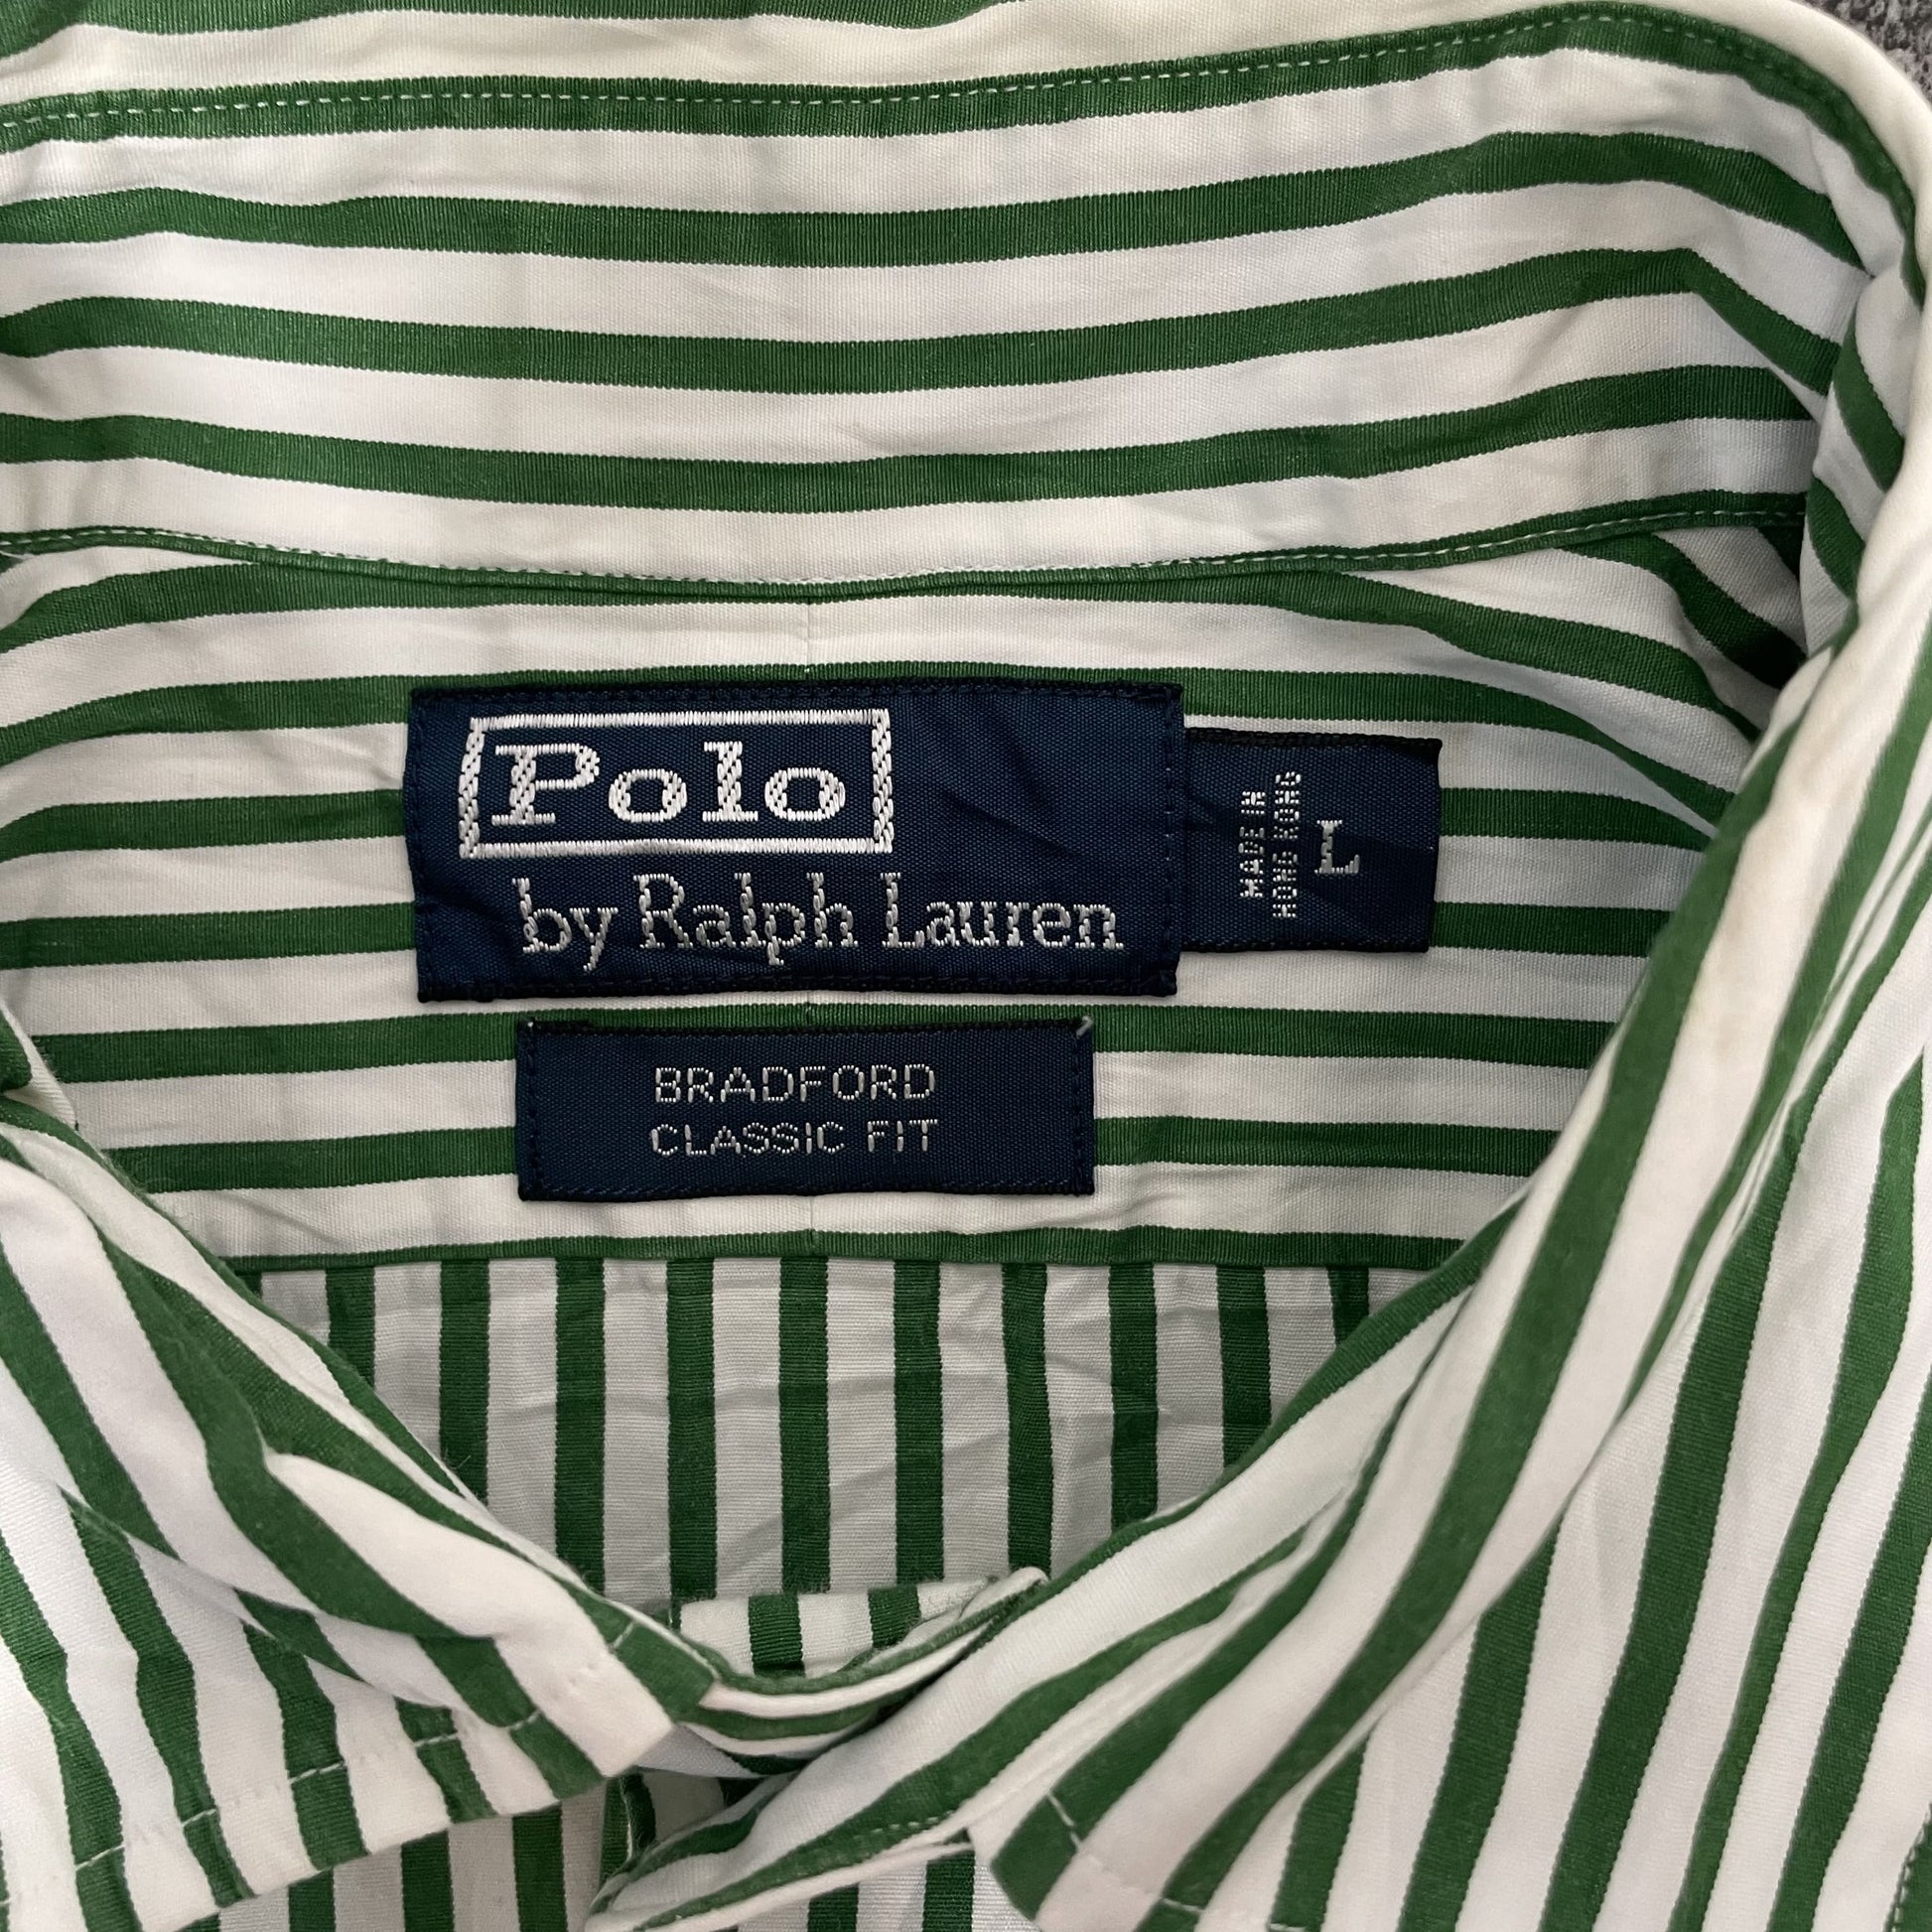 Polo
by Ralph Lauren
MADE IN
HONG KONG
L
BRADFORD
CLASSIC FIT